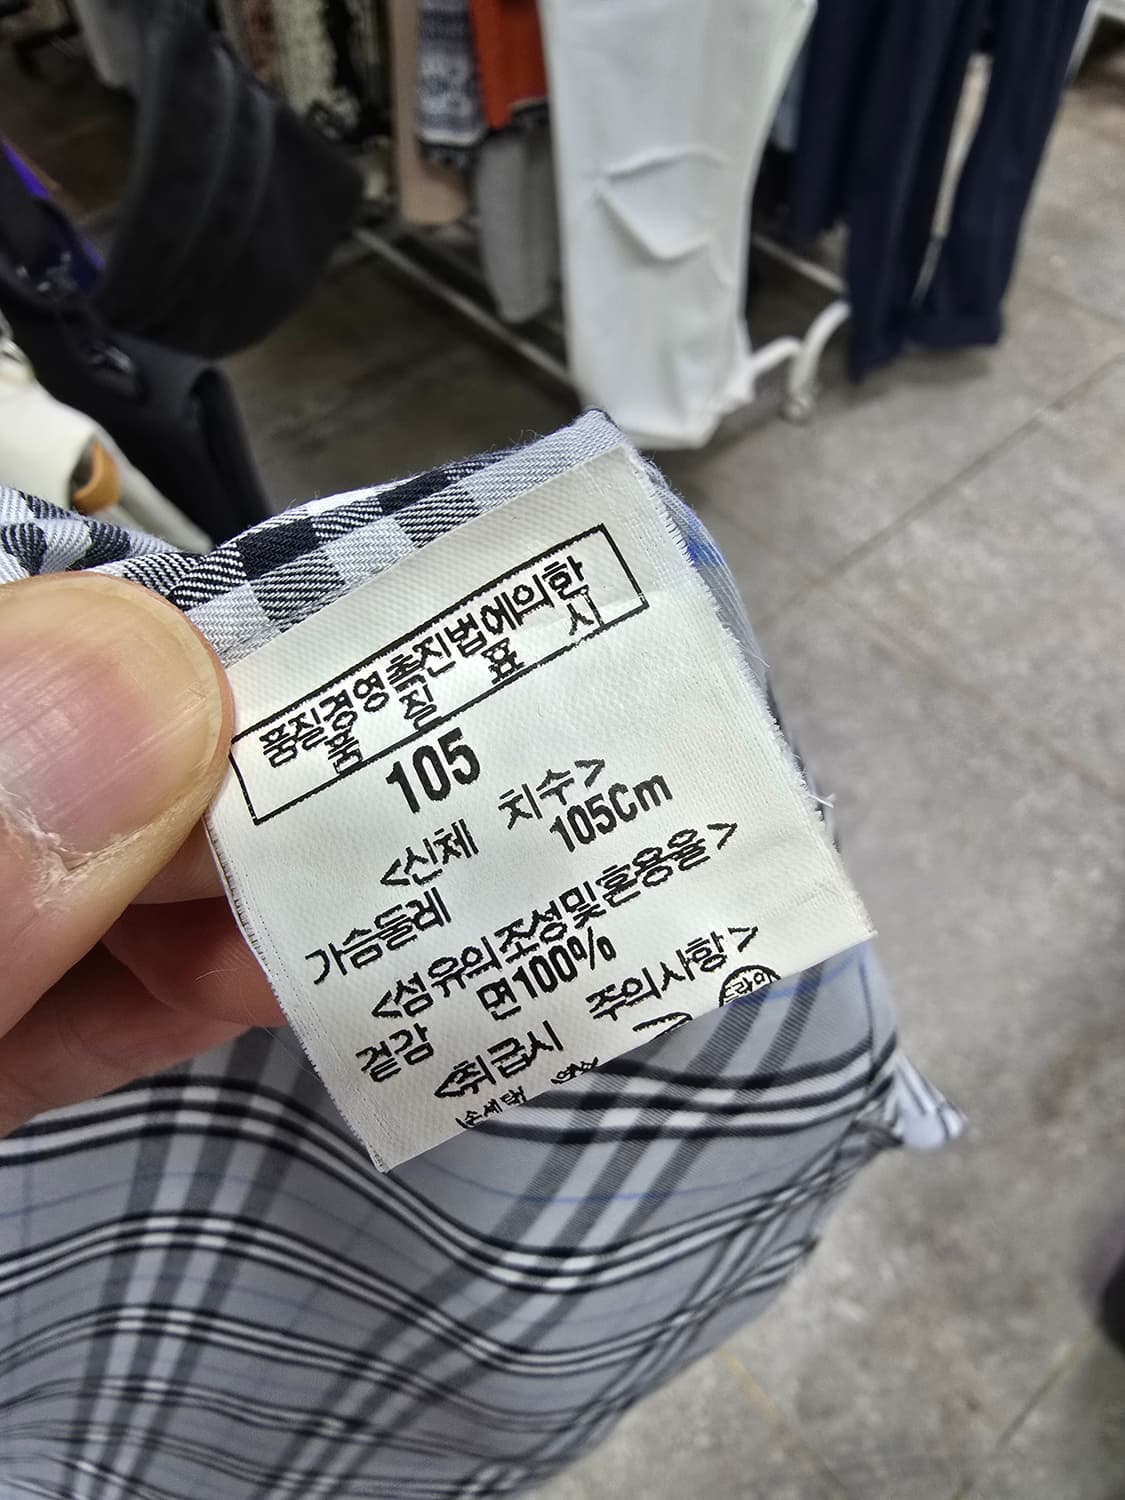 품질경영촉진법에의한
품 질 표 시
105
<신체 치수>
가슴둘레 105Cm
<섬유의조성및혼용율>
겉감 면100%
<취급시 주의사항>